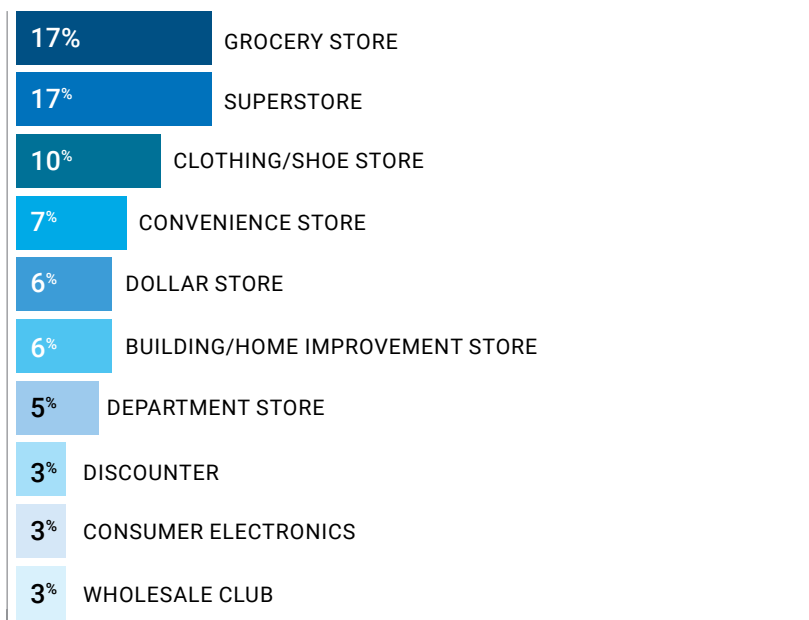 17% GROCERY STORE
17% SUPERSTORE
10% CLOTHING/SHOE STORE
7% CONVENIENCE STORE
6% DOLLAR STORE
6% BUILDING/HOME IMPROVEMENT STORE
5% DEPARTMENT STORE
3% DISCOUNTER
3% CONSUMER ELECTRONICS
3% WHOLESALE CLUB